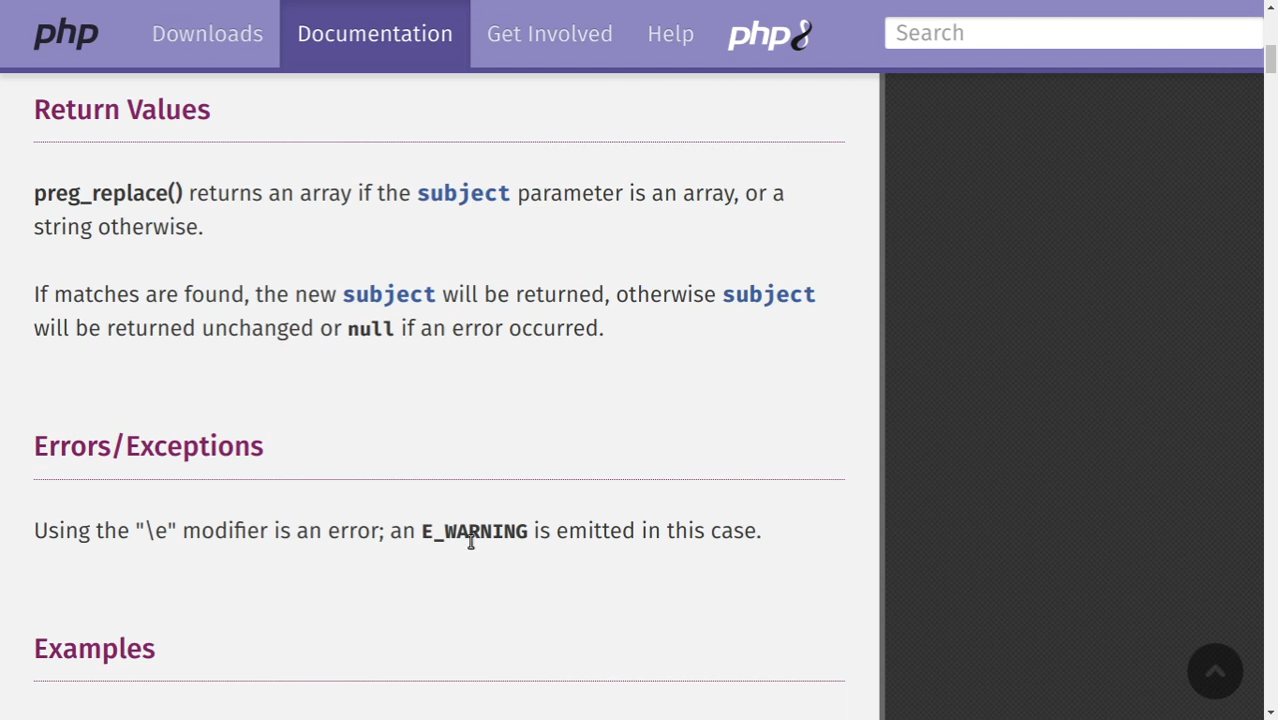 php Downloads Documentation Get Involved Help php8 Search
Return Values
preg_replace() returns an array if the subject parameter is an array, or a
string otherwise.
If matches are found, the new subject will be returned, otherwise subject
will be returned unchanged or null if an error occurred.
Errors/Exceptions
Using the "\e" modifier is an error; an E_WARNING is emitted in this case.
Examples